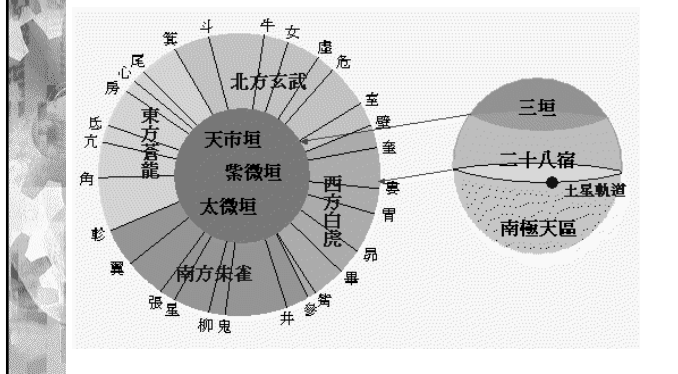 斗
牛
女
虛
危
室
壁
奎
婁
胃
昴
畢
觜
參
井
鬼
柳
星
張
翼
軫
角
亢
氐
房
心
尾
箕
北方玄武
東方蒼龍
西方白虎
南方朱雀
天市垣
紫微垣
太微垣
三垣
二十八宿
土星軌道
南極天區